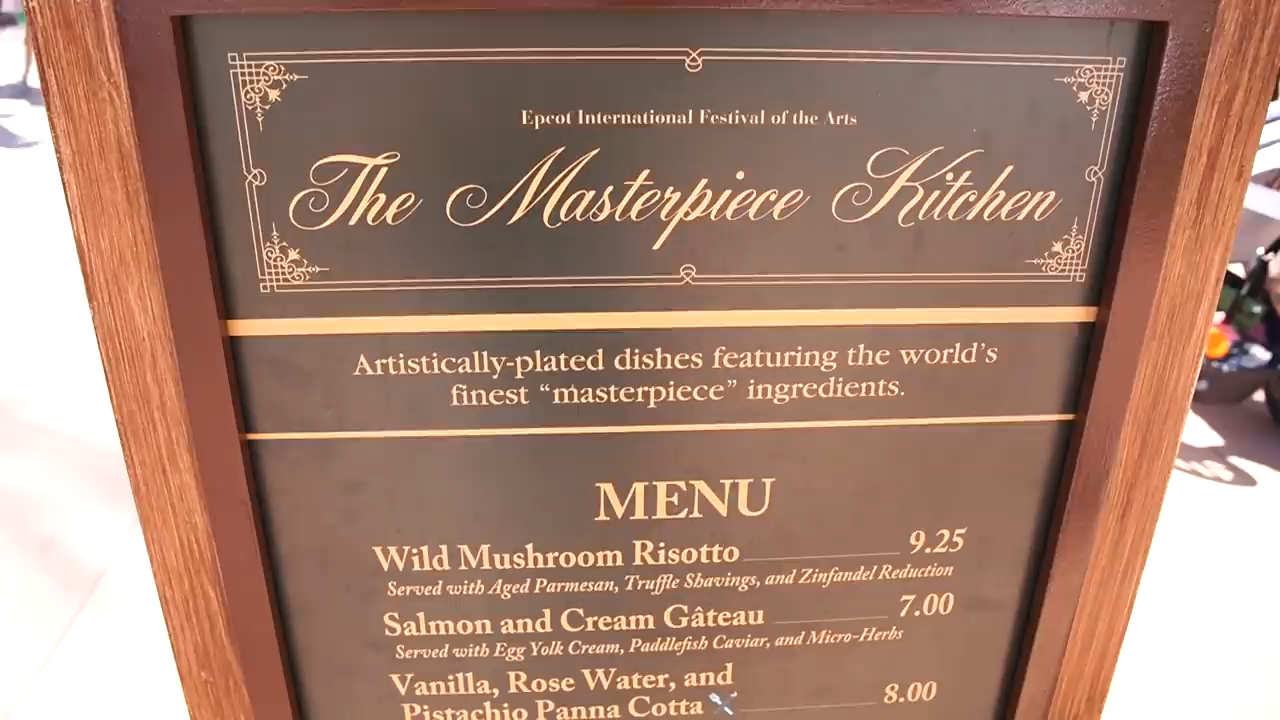 Epcot International Festival of the Arts
The Masterpiece Kitchen
Artistically-plated dishes featuring the world's
finest “masterpiece” ingredients.
MENU
Wild Mushroom Risotto 9.25
Served with Aged Parmesan, Truffle Shavings, and Zinfandel Reduction
Salmon and Cream Gâteau 7.00
Served with Egg Yolk Cream, Paddlefish Caviar, and Micro-Herbs
Vanilla, Rose Water, and
Pistachio Panna Cotta 8.00